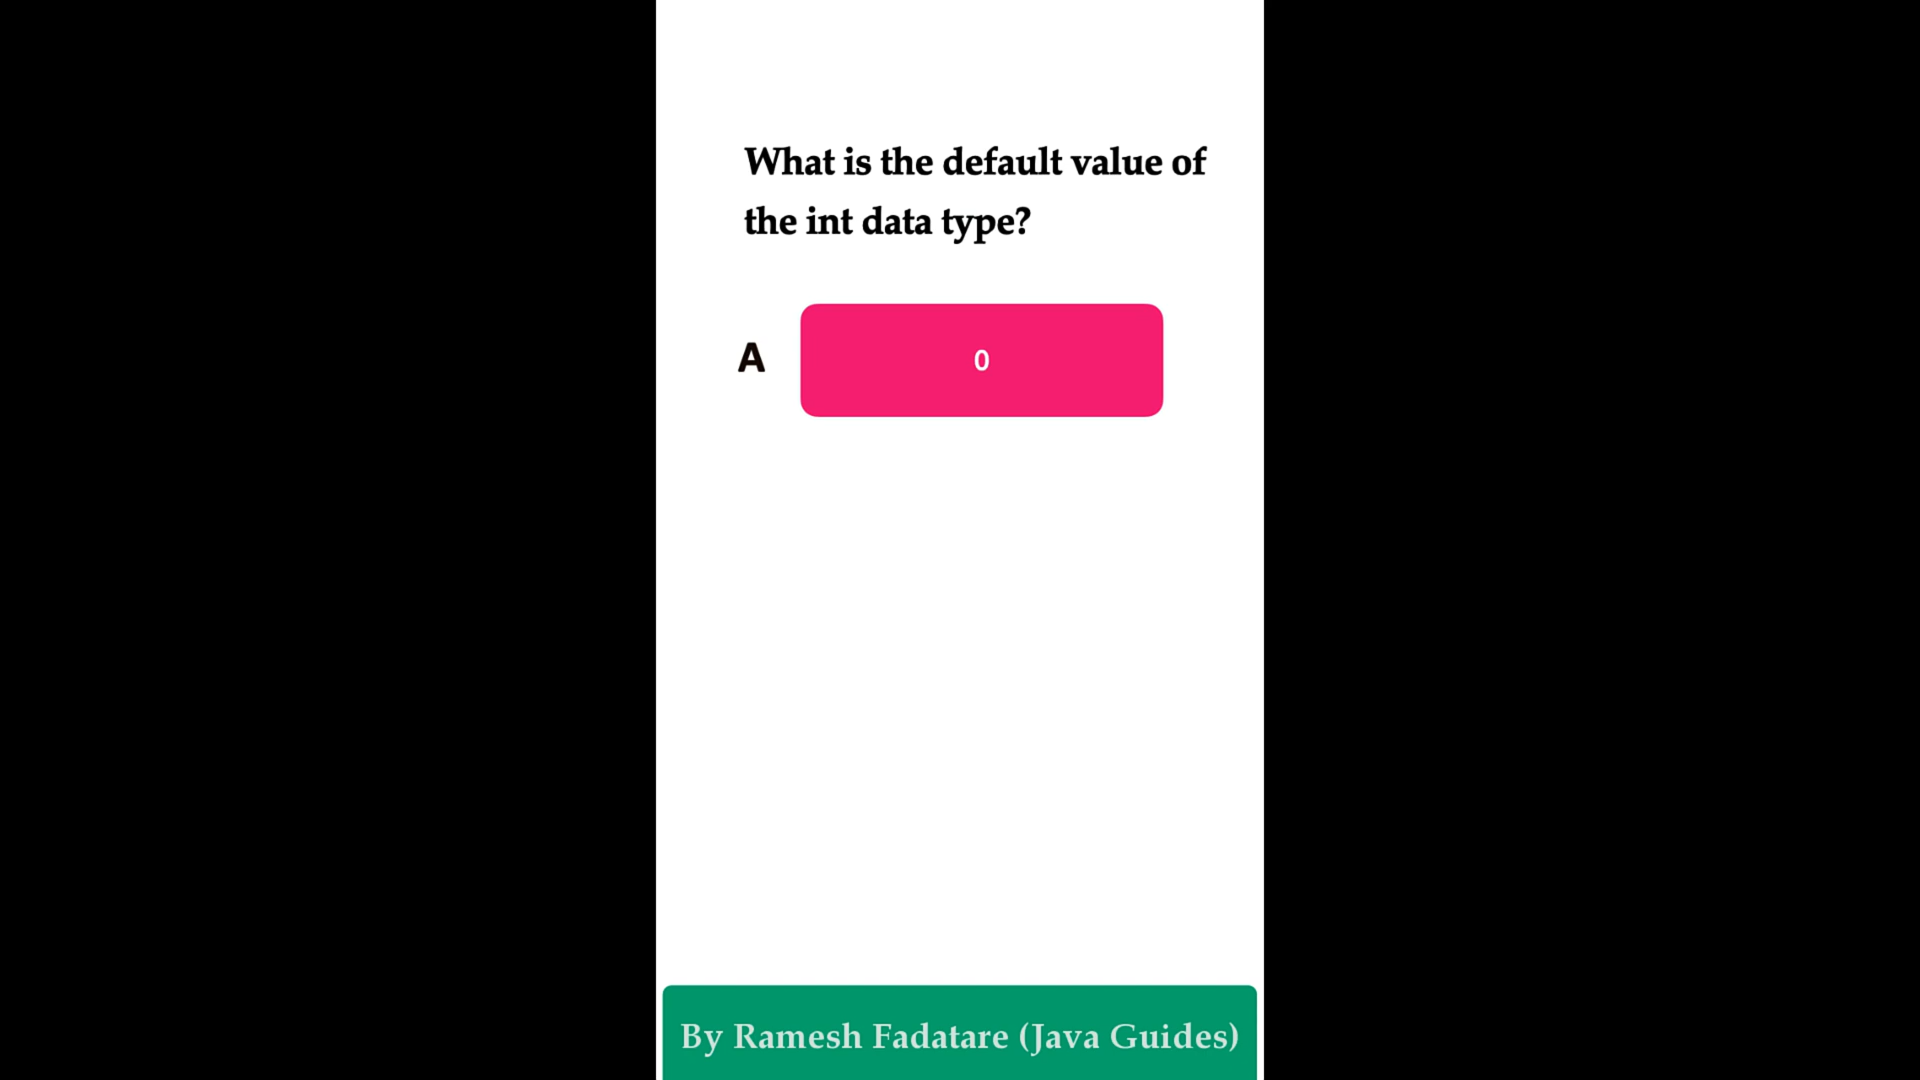 What is the default value of
the int data type?
A
0
By Ramesh Fadatare (Java Guides)